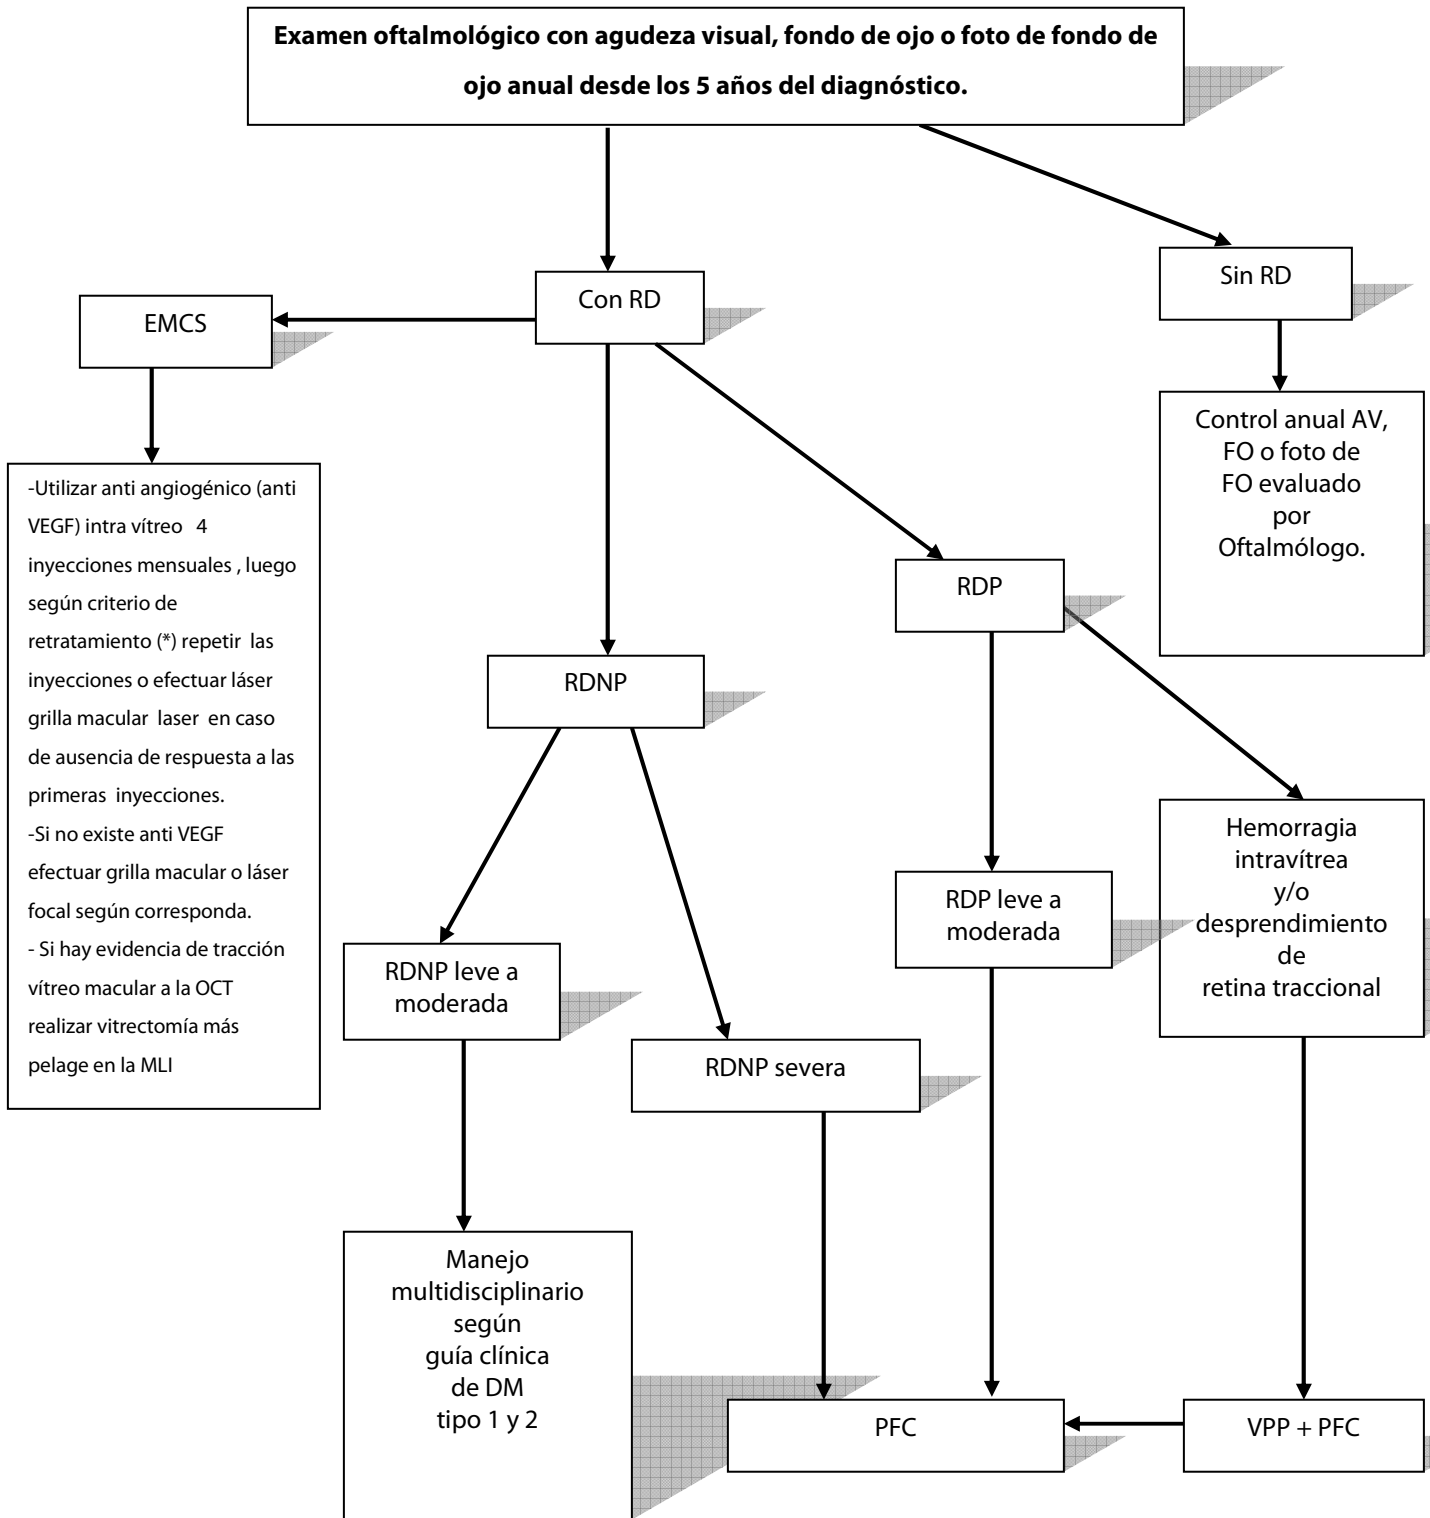 Examen oftalmológico con agudeza visual, fondo de ojo o foto de fondo de
ojo anual desde los 5 años del diagnóstico.
Con RD
Sin RD
EMCS
Control anual AV,
FO o foto de
FO evaluado
por
Oftalmólogo.
-Utilizar anti angiogénico (anti
VEGF) intra vítreo 4
inyecciones mensuales , luego
según criterio de
retratamiento (*) repetir las
inyecciones o efectuar láser
grilla macular laser en caso
de ausencia de respuesta a las
primeras inyecciones.
-Si no existe anti VEGF
efectuar grilla macular o láser
focal según corresponda.
- Si hay evidencia de tracción
vítreo macular a la OCT
realizar vitrectomía más
pelage en la MLI
RDP
RDNP
Hemorragia
intravítrea
y/o
desprendimiento
de
retina traccional
RDP leve a
moderada
RDNP leve a
moderada
RDNP severa
Manejo
multidisciplinario
según
guía clínica
de DM
tipo 1 y 2
PFC
VPP + PFC